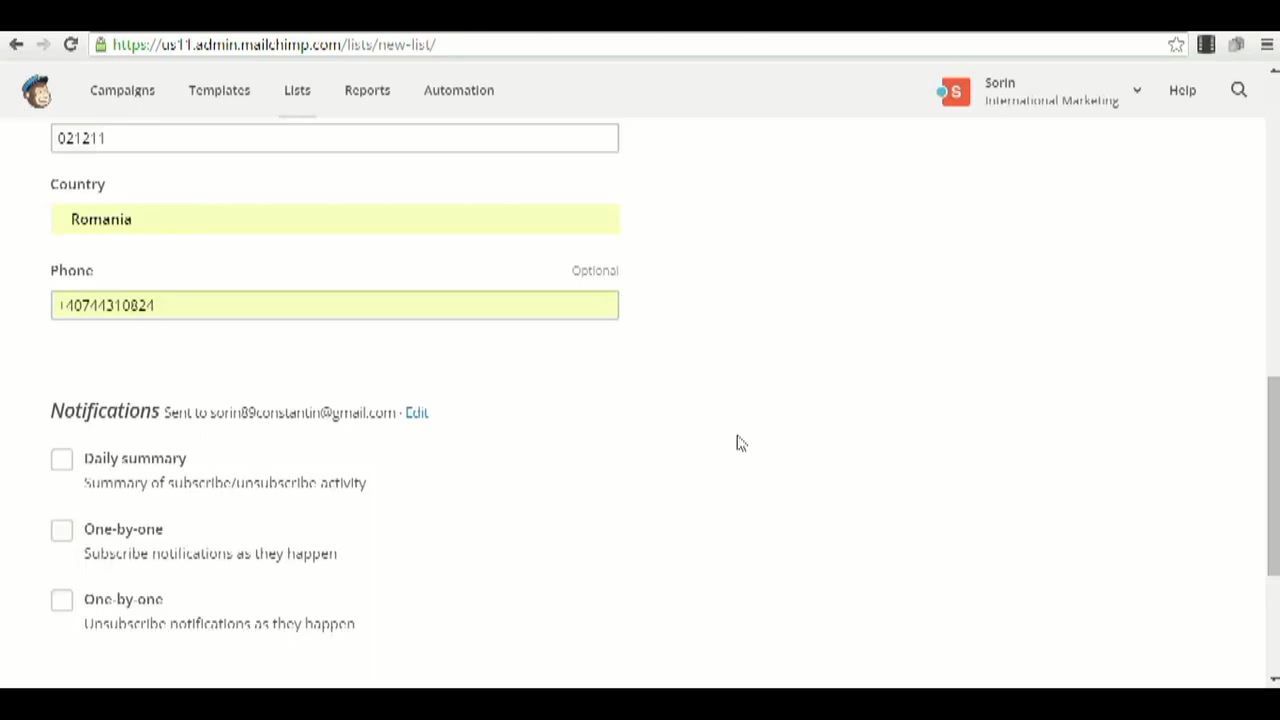 https://us11.admin.mailchimp.com/lists/new-list/
Campaigns Templates Lists Reports Automation
S
Sorin
International Marketing
Help
021211
Country
Romania
Phone Optional
+40744310824
Notifications Sent to sorin89constantin@gmail.com · Edit
Daily summary
Summary of subscribe/unsubscribe activity
One-by-one
Subscribe notifications as they happen
One-by-one
Unsubscribe notifications as they happen